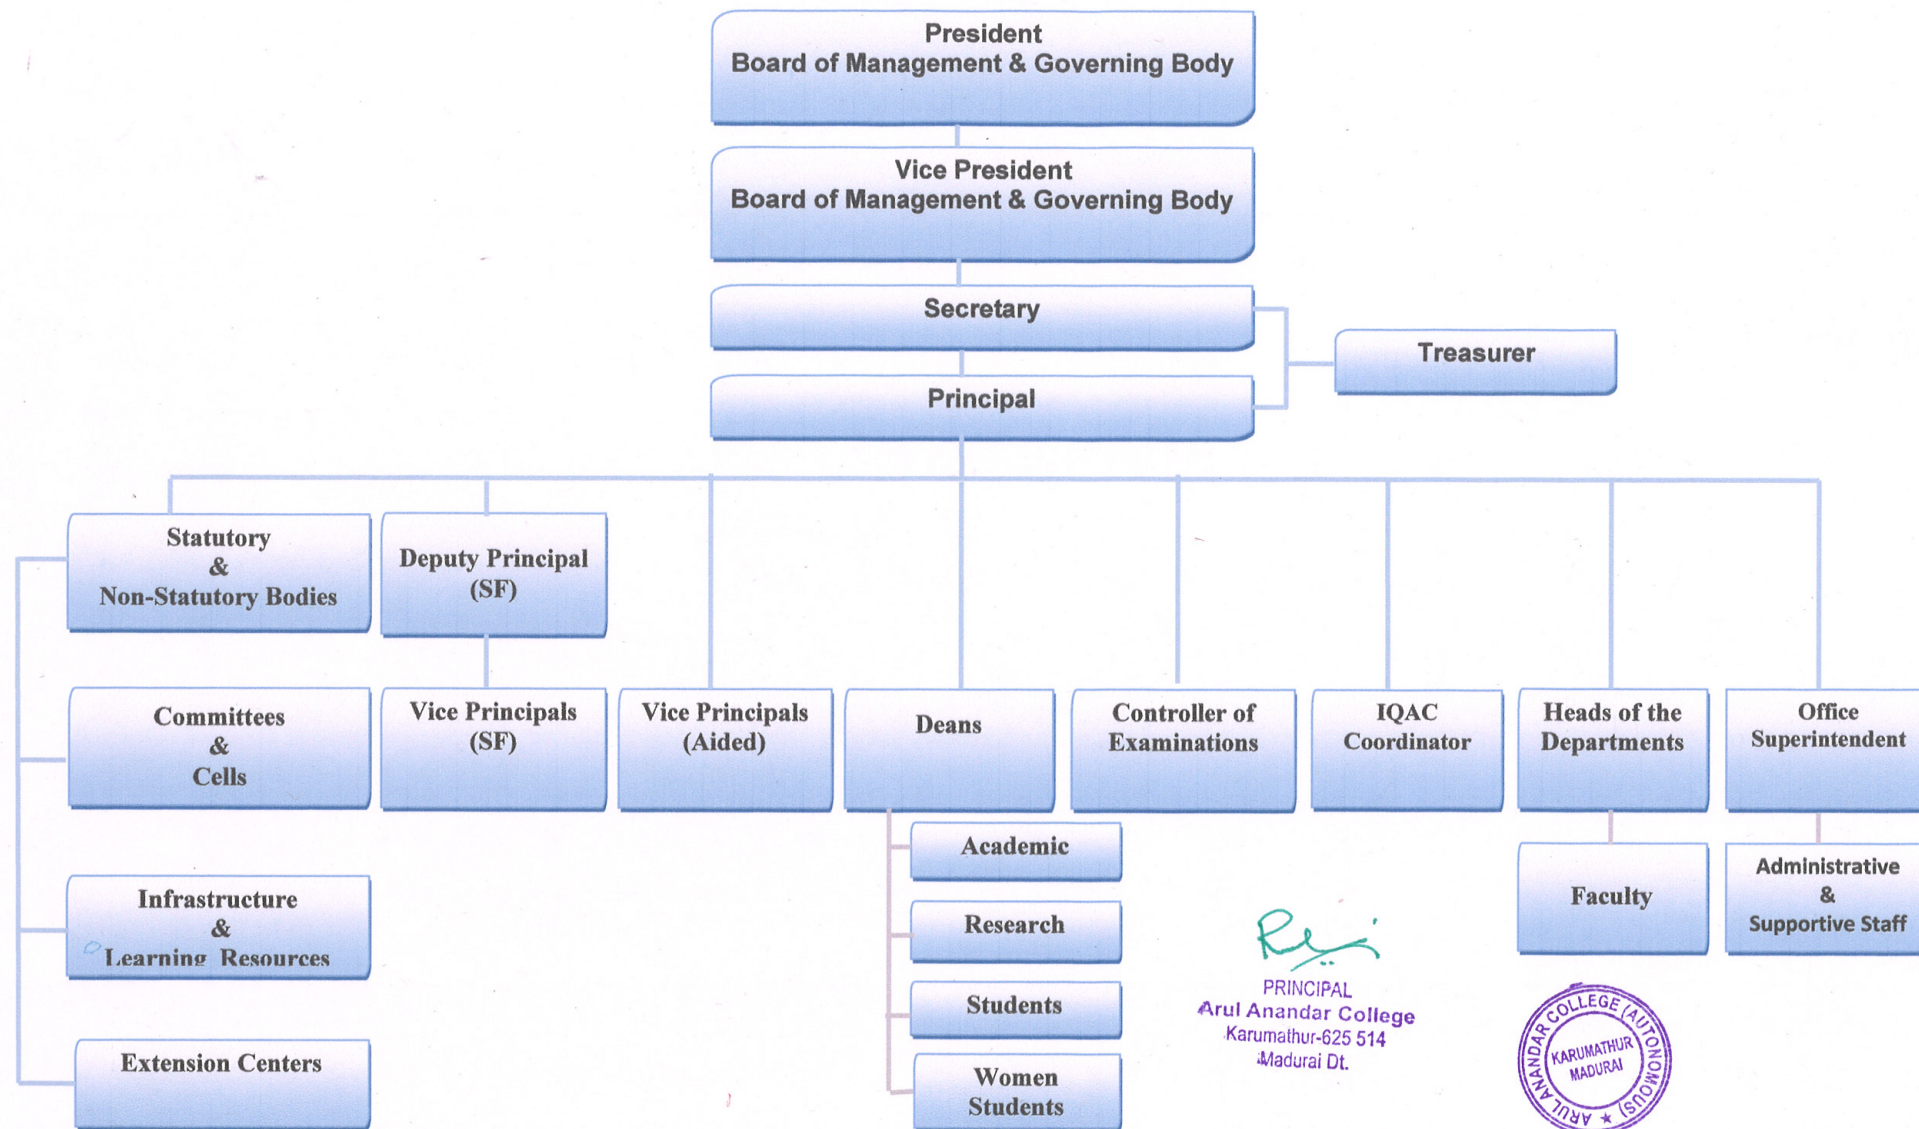 President
Board of Management & Governing Body
Vice President
Board of Management & Governing Body
Secretary
Treasurer
Principal
Statutory
&
Non-Statutory Bodies
Deputy Principal
(SF)
Committees
&
Cells
Vice Principals
(SF)
Vice Principals
(Aided)
Deans
Controller of
Examinations
IQAC
Coordinator
Heads of the
Departments
Office
Superintendent
Academic
Research
Students
Women
Students
Faculty
Administrative
&
Supportive Staff
Infrastructure
&
Learning Resources
Extension Centers
PRINCIPAL
Arul Anandar College
Karumathur-625 514
Madurai Dt.
ARUL ANANDAR COLLEGE (AUTONOMOUS) ★
KARUMATHUR
MADURAI